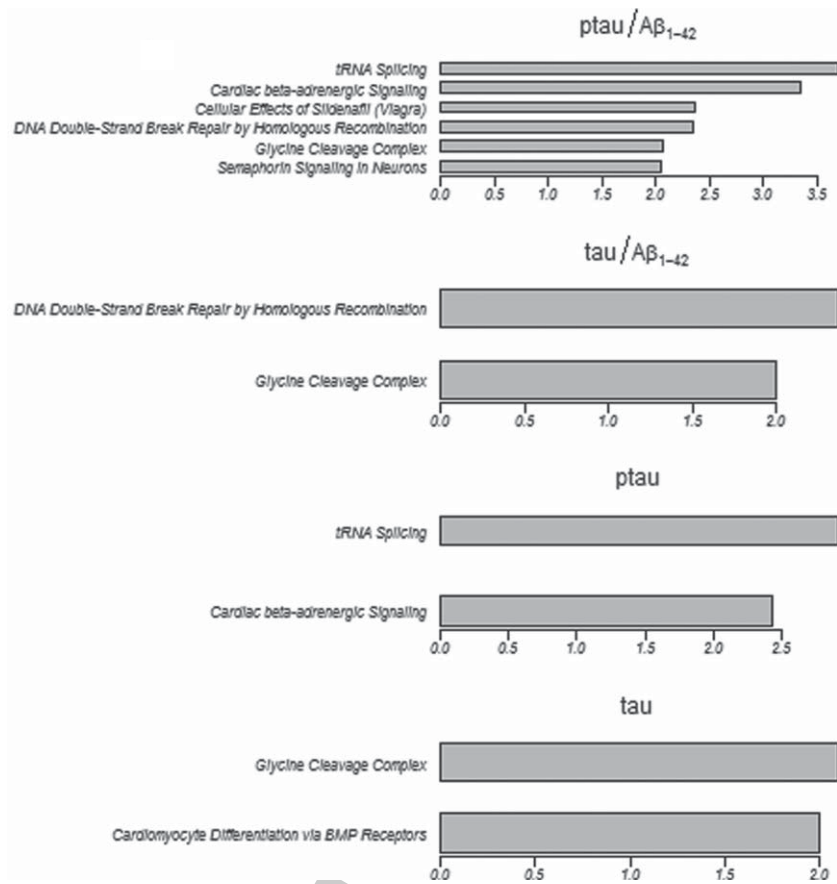 ptau/Aβ1–42
tRNA Splicing
Cardiac beta-adrenergic Signaling
Cellular Effects of Sildenafil (Viagra)
DNA Double-Strand Break Repair by Homologous Recombination
Glycine Cleavage Complex
Semaphorin Signaling in Neurons
0.0 0.5 1.0 1.5 2.0 2.5 3.0 3.5
tau/Aβ1–42
DNA Double-Strand Break Repair by Homologous Recombination
Glycine Cleavage Complex
0.0 0.5 1.0 1.5 2.0
ptau
tRNA Splicing
Cardiac beta-adrenergic Signaling
0.0 0.5 1.0 1.5 2.0 2.5
tau
Glycine Cleavage Complex
Cardiomyocyte Differentiation via BMP Receptors
0.0 0.5 1.0 1.5 2.0